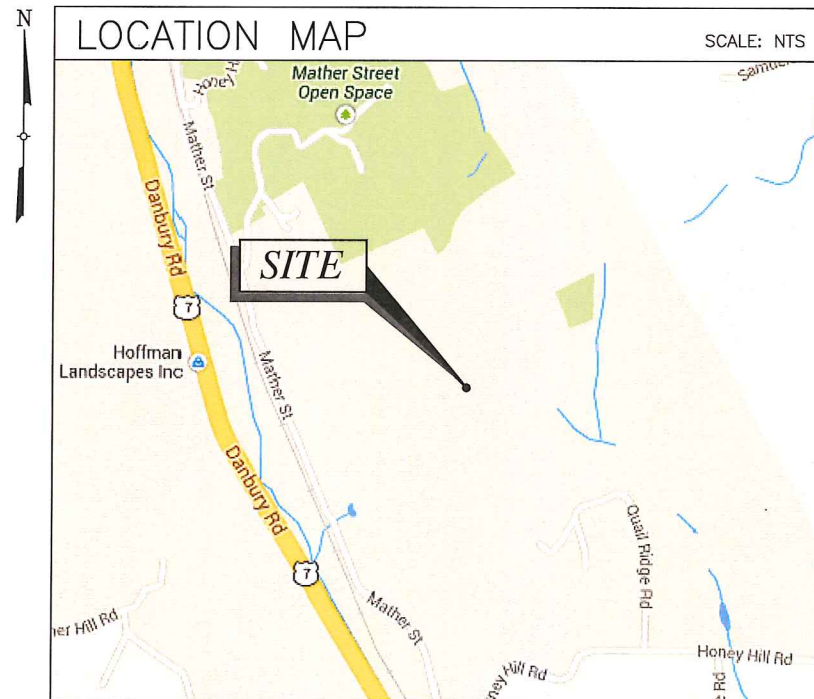 N
LOCATION MAP
SCALE: NTS
Mather Street
Open Space
Mather St
Danbury Rd
SITE
7
Hoffman
Landscapes Inc
Mather St
Danbury Rd
7
Mather St
Quail Ridge Rd
Honey Hill Rd
Hill Rd
Rd